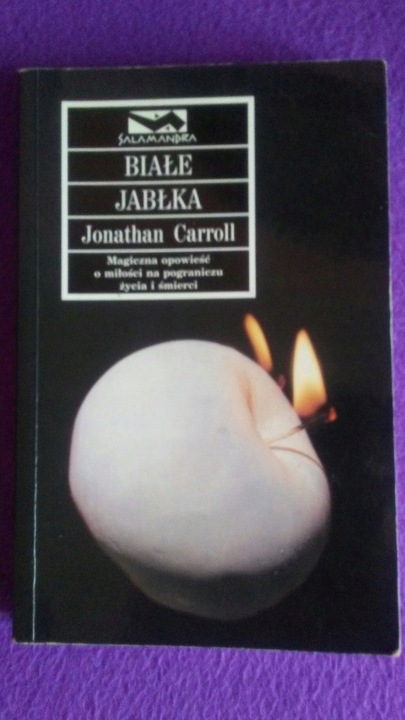 SALAMANDRA
BIAŁE
JABŁKA
Jonathan Carroll
Magiczna opowieść
o miłości na pograniczu
życia i śmierci